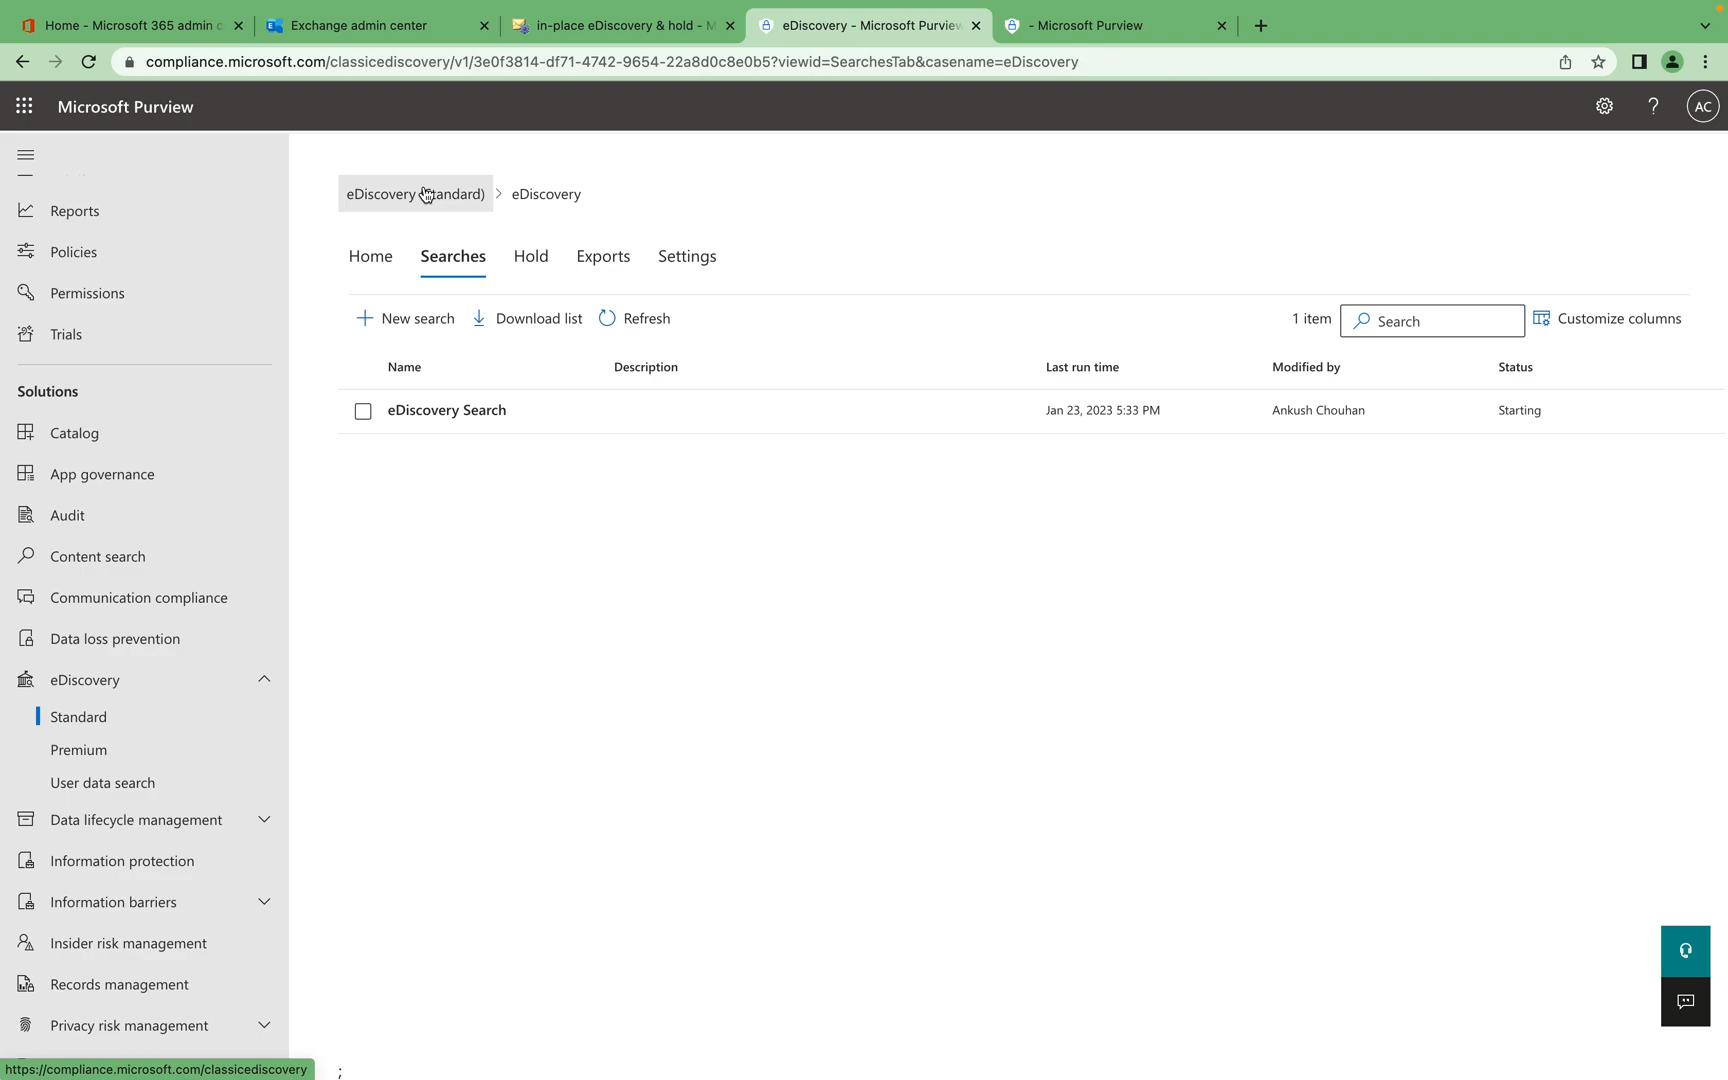 Home - Microsoft 365 admin c
Exchange admin center
in-place eDiscovery & hold - M
eDiscovery - Microsoft Purview
- Microsoft Purview
compliance.microsoft.com/classicediscovery/v1/3e0f3814-df71-4742-9654-22a8d0c8e0b5?viewid=SearchesTab&casename=eDiscovery
Microsoft Purview
AC
Reports
Policies
Permissions
Trials
Solutions
Catalog
App governance
Audit
Content search
Communication compliance
Data loss prevention
eDiscovery
Standard
Premium
User data search
Data lifecycle management
Information protection
Information barriers
Insider risk management
Records management
Privacy risk management
https://compliance.microsoft.com/classicediscovery
eDiscovery (Standard) > eDiscovery
Home Searches Hold Exports Settings
+ New search Download list Refresh
1 item Search Customize columns
Name Description Last run time Modified by Status
eDiscovery Search Jan 23, 2023 5:33 PM Ankush Chouhan Starting
;